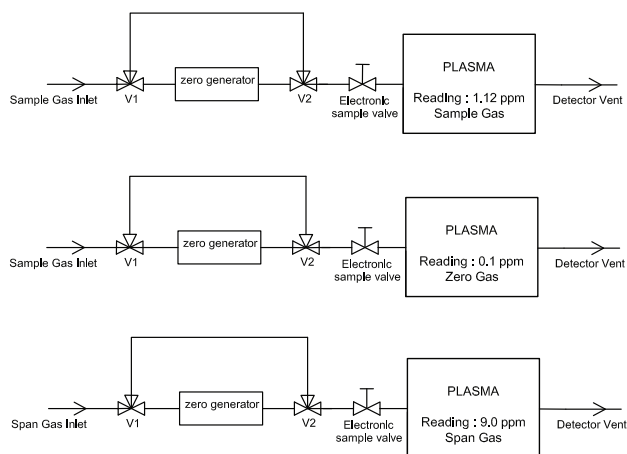 zero generator
PLASMA
Reading : 1.12 ppm
Sample Gas
Sample Gas Inlet
V1
V2
Electronic
sample valve
Detector Vent
zero generator
PLASMA
Reading : 0.1 ppm
Zero Gas
Sample Gas Inlet
V1
V2
Electronic
sample valve
Detector Vent
zero generator
PLASMA
Reading : 9.0 ppm
Span Gas
Span Gas Inlet
V1
V2
Electronic
sample valve
Detector Vent